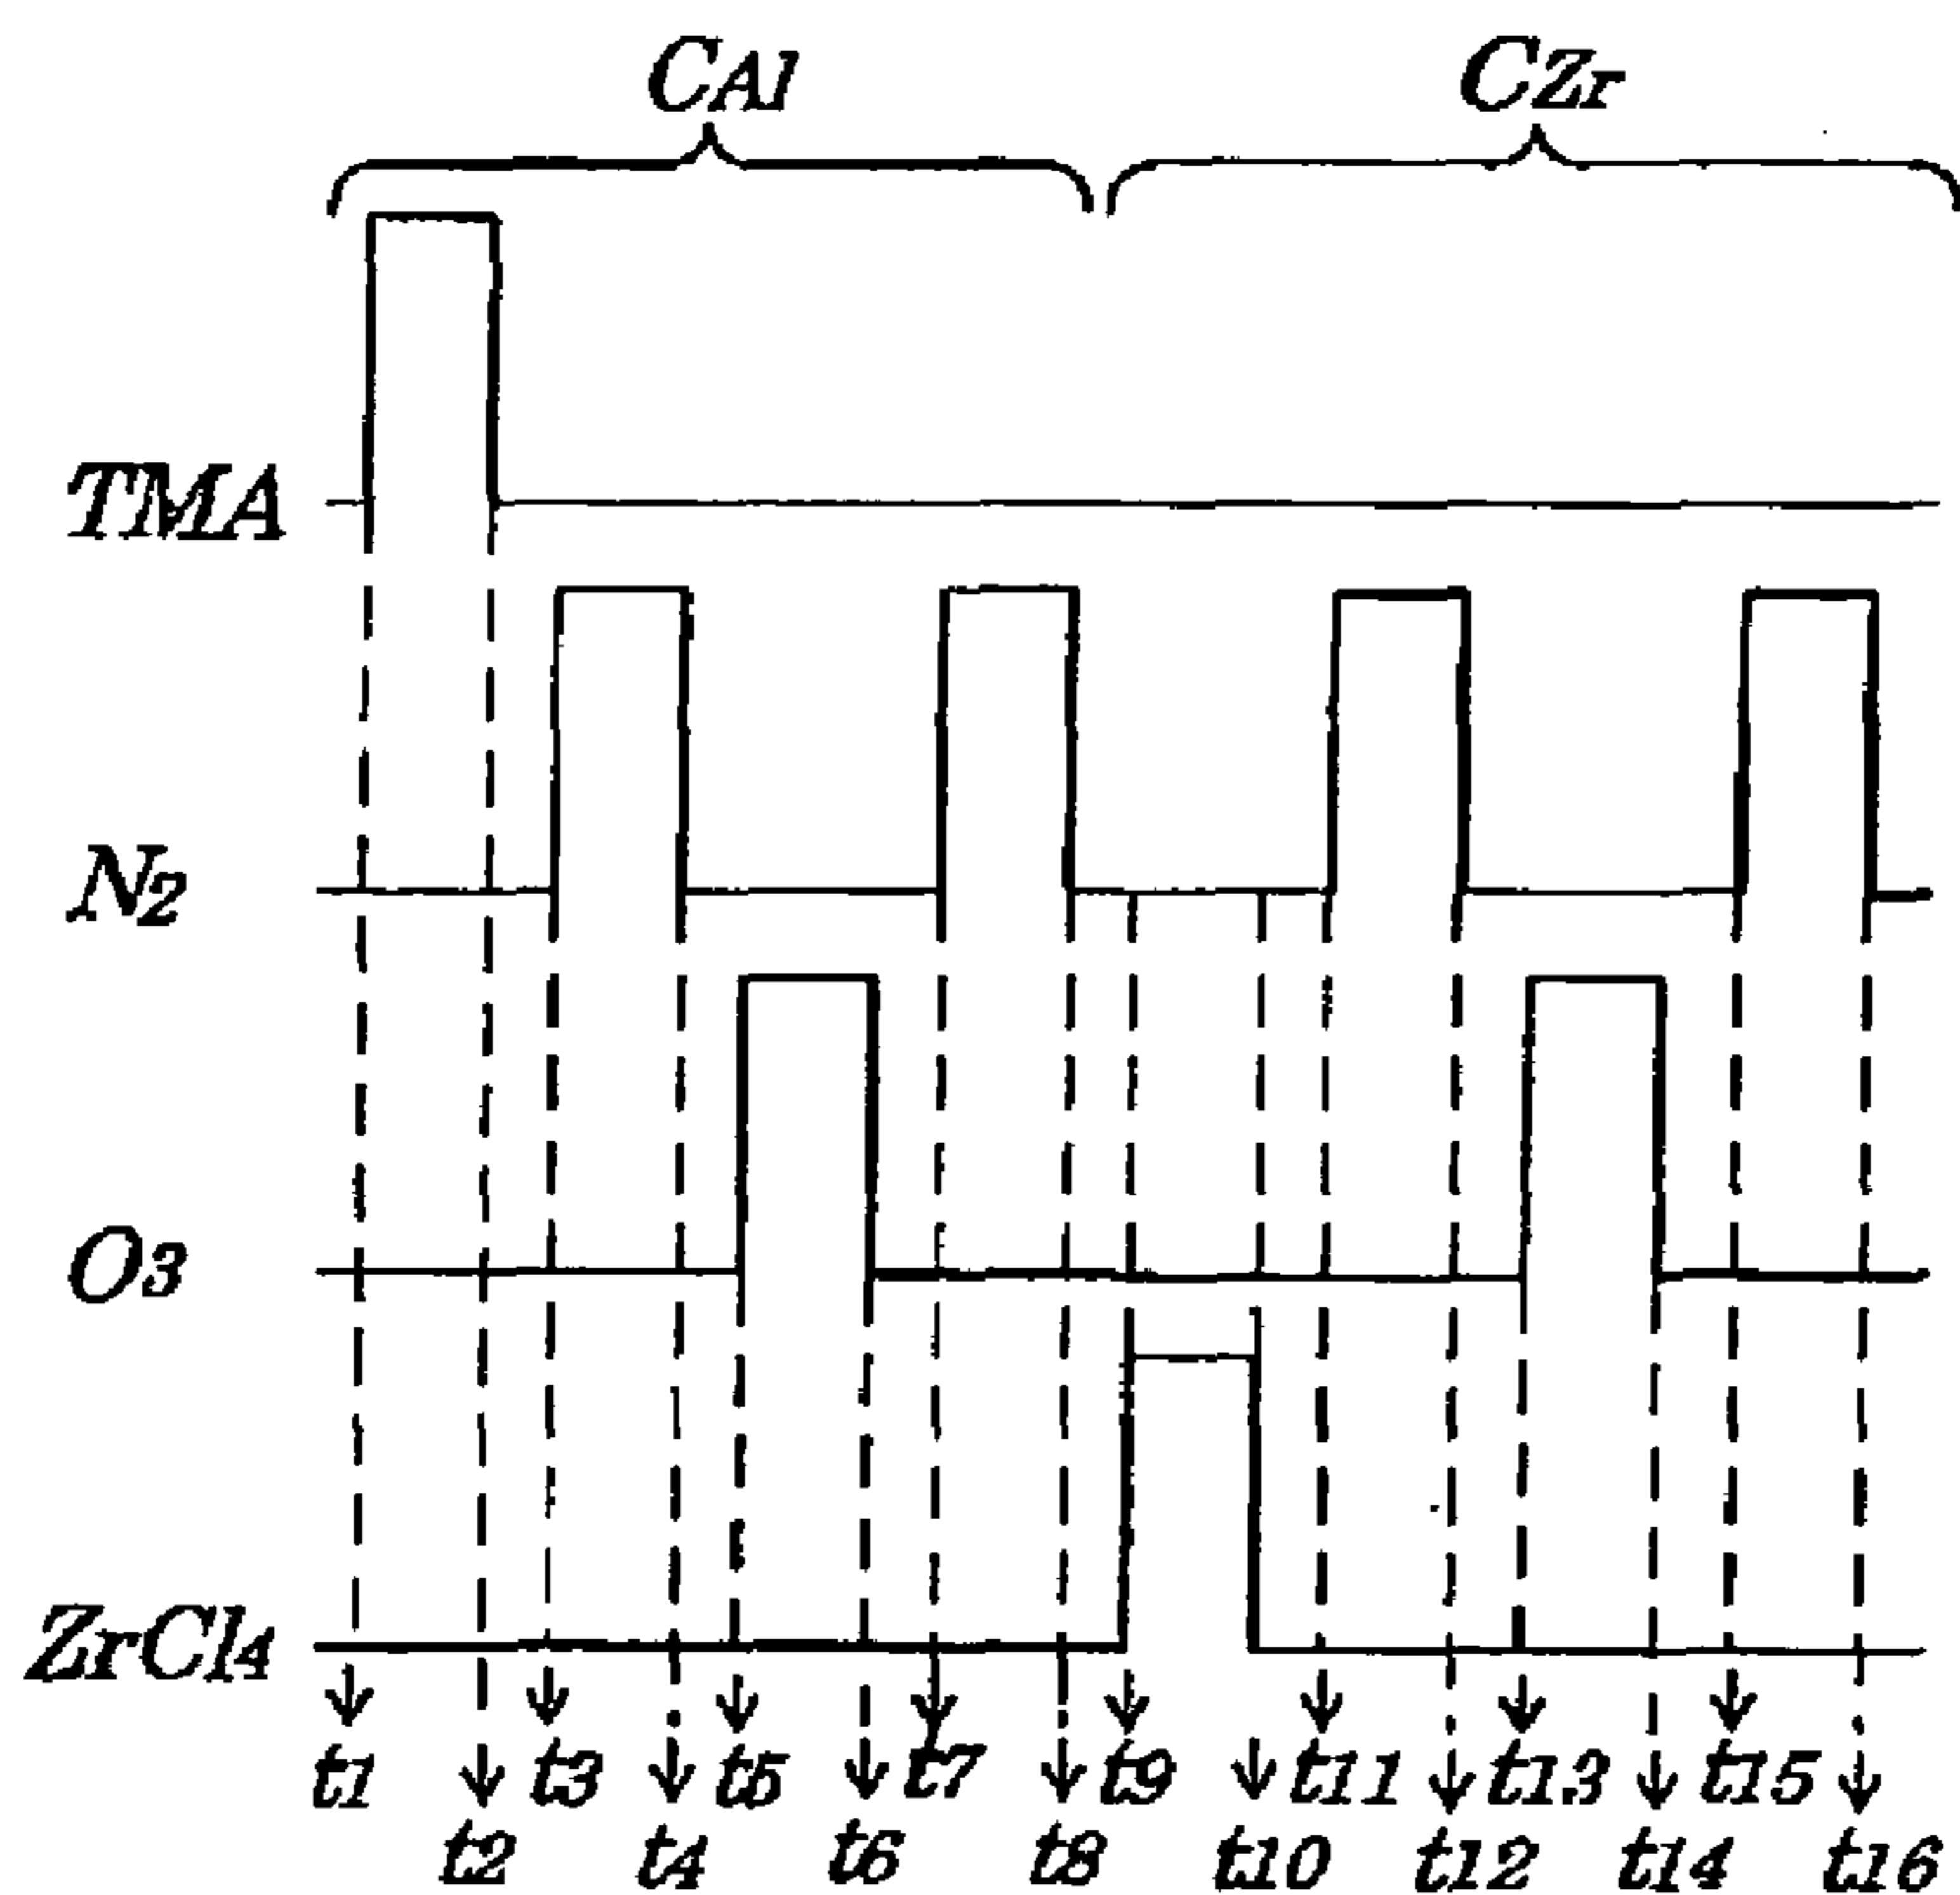 CAl CZr
TMA
N2
O3
ZrCl4
t1 t3 t5 t7 t9 t11 t13 t15
t2 t4 t6 t8 t10 t12 t14 t16